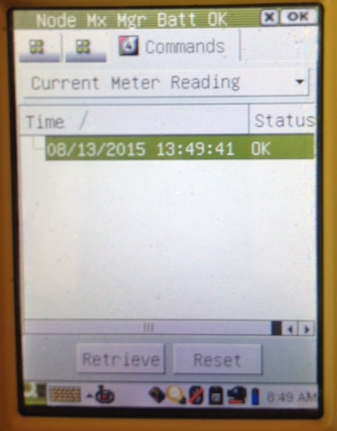 Node Mx Mgr Batt OK X OK
Commands
Current Meter Reading
Time / Status
08/13/2015 13:49:41 OK
Retrieve Reset
8:49 AM